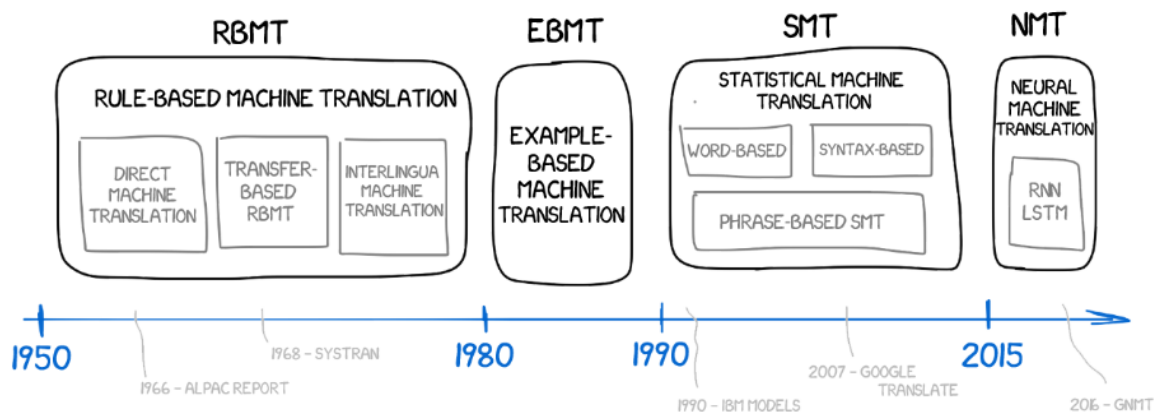 RBMT
EBMT
SMT
NMT
RULE-BASED MACHINE TRANSLATION
DIRECT
MACHINE
TRANSLATION
TRANSFER-
BASED
RBMT
INTERLINGUA
MACHINE
TRANSLATION
EXAMPLE-
BASED
MACHINE
TRANSLATION
STATISTICAL MACHINE
TRANSLATION
WORD-BASED
SYNTAX-BASED
PHRASE-BASED SMT
NEURAL
MACHINE
TRANSLATION
RNN
LSTM
1950
1980
1990
2015
1966 – ALPAC REPORT
1968 – SYSTRAN
1990 – IBM MODELS
2007 – GOOGLE
TRANSLATE
2016 – GNMT